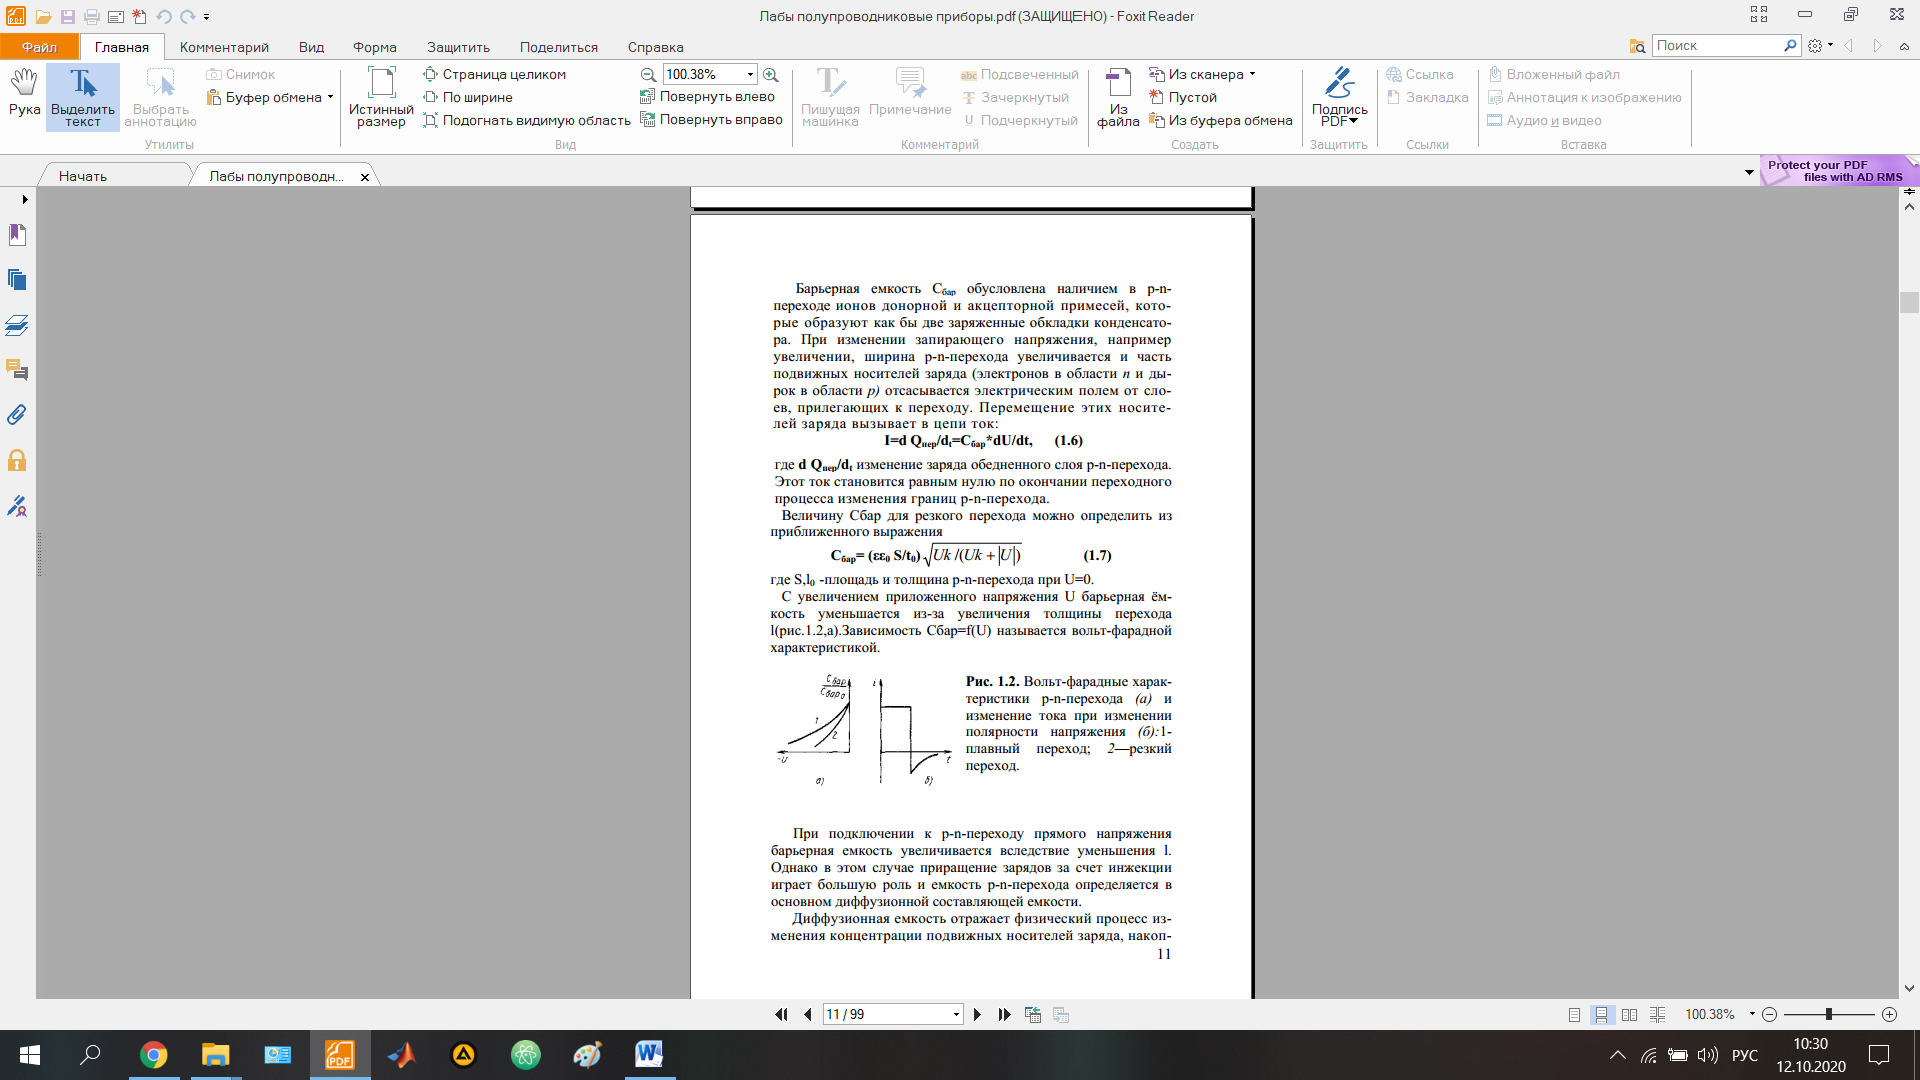 Лабы полупроводниковые приборы.pdf (ЗАЩИЩЕНО) - Foxit Reader
Файл
Главная
Комментарий
Вид
Форма
Защитить
Поделиться
Справка
Поиск
Рука
Выделить текст
Выбрать аннотацию
Снимок
Буфер обмена
Утилиты
Истинный размер
Страница целиком
По ширине
Подогнать видимую область
100.38%
Повернуть влево
Повернуть вправо
Вид
Пишущая машинка
Примечание
Подсвеченный
Зачеркнутый
Подчеркнутый
Комментарий
Из файла
Из сканера
Пустой
Из буфера обмена
Создать
Подпись PDF
Защитить
Ссылка
Закладка
Ссылки
Вложенный файл
Аннотация к изображению
Аудио и видео
Вставка
Начать
Лабы полупроводн...
Protect your PDF
files with AD RMS
Барьерная емкость Сбар обусловлена наличием в p-n-
переходе ионов донорной и акцепторной примесей, кото-
рые образуют как бы две заряженные обкладки конденсато-
ра. При изменении запирающего напряжения, например
увеличении, ширина p-n-перехода увеличивается и часть
подвижных носителей заряда (электронов в области n и ды-
рок в области p) отсасывается электрическим полем от сло-
ев, прилегающих к переходу. Перемещение этих носите-
лей заряда вызывает в цепи ток:
I=d Qпер/dt=Cбар*dU/dt, (1.6)
где d Qпер/dt изменение заряда обедненного слоя p-n-перехода.
Этот ток становится равным нулю по окончании переходного
процесса изменения границ p-n-перехода.
Величину Сбар для резкого перехода можно определить из
приближенного выражения
Cбар= (εε0 S/t0) √Uk /(Uk + |U|) (1.7)
где S,l0 -площадь и толщина p-n-перехода при U=0.
С увеличением приложенного напряжения U барьерная ём-
кость уменьшается из-за увеличения толщины перехода
l(рис.1.2,а).Зависимость Сбар=f(U) называется вольт-фарадной
характеристикой.
Cбар
Cбар0
1
2
-U
а)
i
t
б)
Рис. 1.2. Вольт-фарадные харак-
теристики p-n-перехода (а) и
изменение тока при изменении
полярности напряжения (б):1-
плавный переход; 2—резкий
переход.
При подключении к p-n-переходу прямого напряжения
барьерная емкость увеличивается вследствие уменьшения l.
Однако в этом случае приращение зарядов за счет инжекции
играет большую роль и емкость p-n-перехода определяется в
основном диффузионной составляющей емкости.
Диффузионная емкость отражает физический процесс из-
менения концентрации подвижных носителей заряда, накоп-
11
11 / 99
100.38%
РУС
10:30
12.10.2020